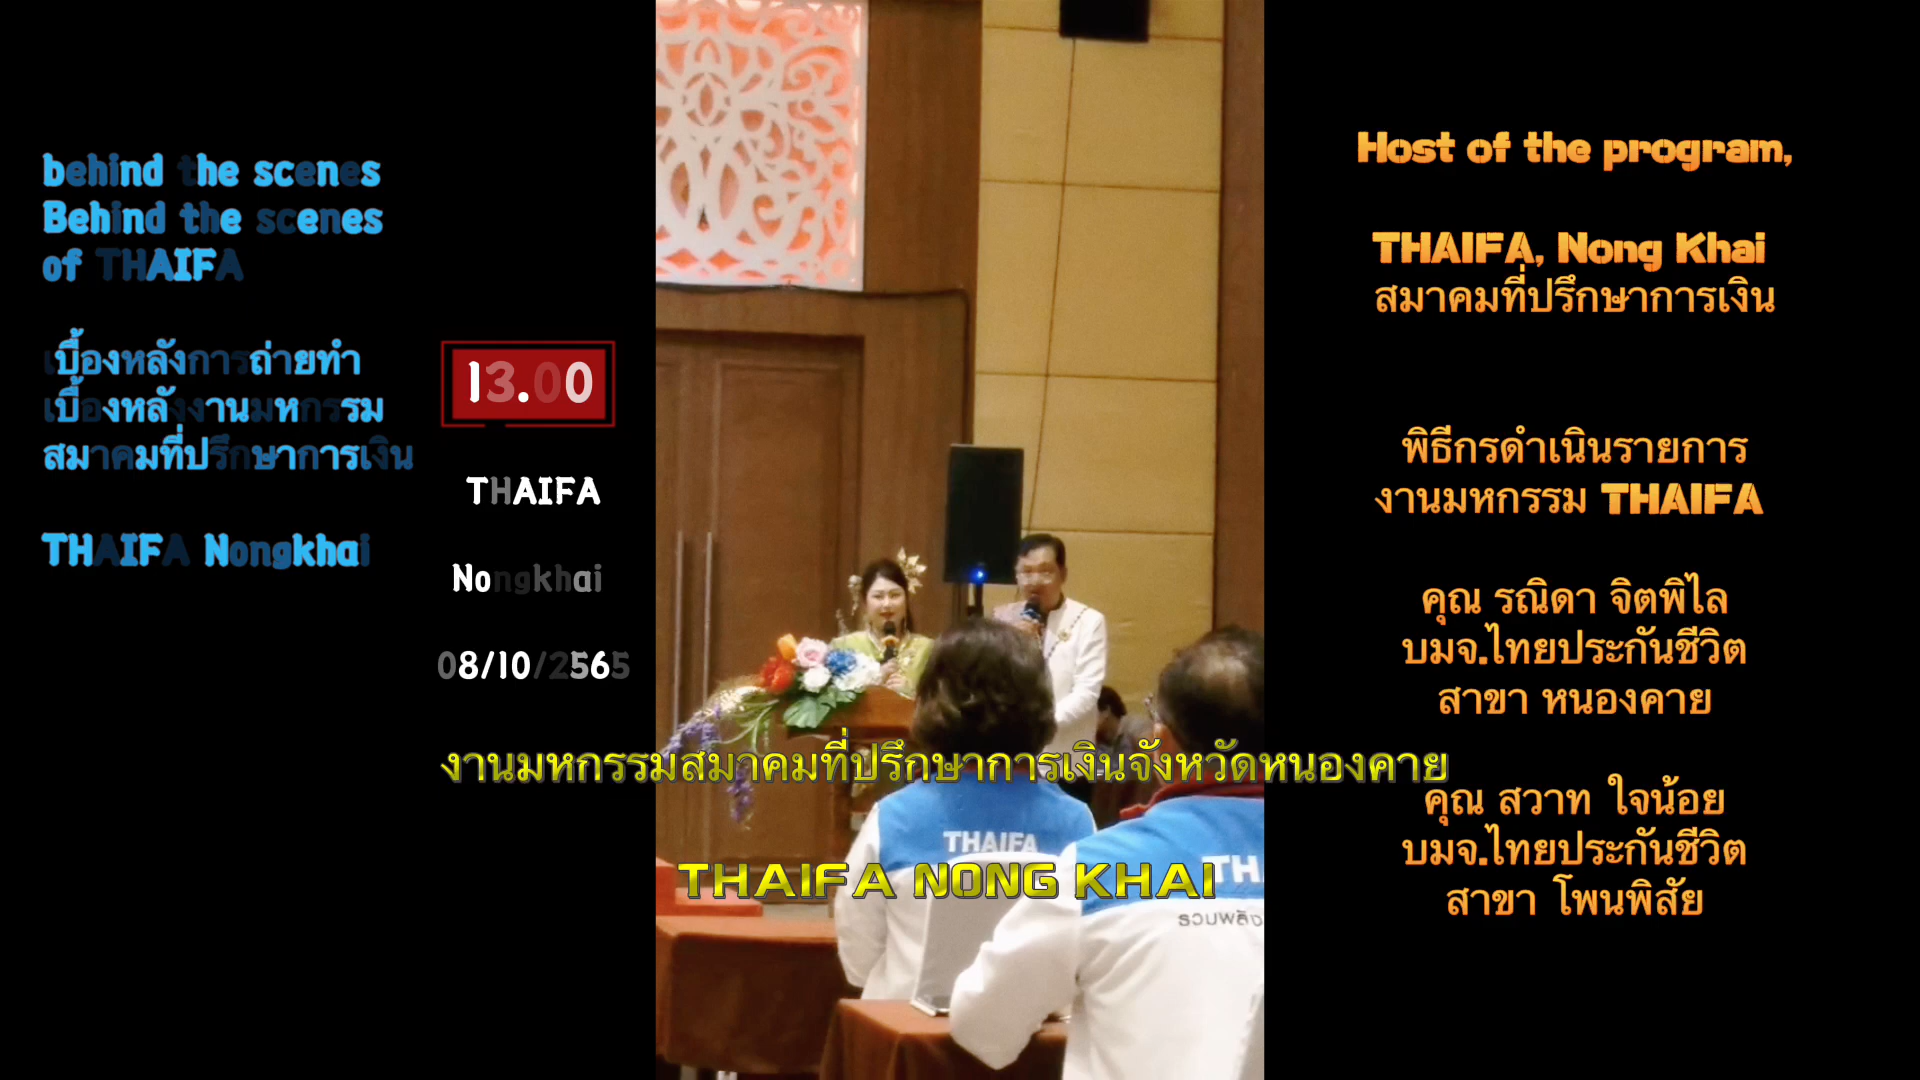 behind the scenes
Behind the scenes
of THAIFA
เบื้องหลังการถ่ายทำ
เบื้องหลังงานมหกรรม
สมาคมที่ปรึกษาการเงิน
THAIFA Nongkhai
13.00
THAIFA
Nongkhai
08/10/2565
Host of the program,
THAIFA, Nong Khai
สมาคมที่ปรึกษาการเงิน
พิธีกรดำเนินรายการ
งานมหกรรม THAIFA
คุณ รณิดา จิตพิไล
บมจ.ไทยประกันชีวิต
สาขา หนองคาย
คุณ สวาท ใจน้อย
บมจ.ไทยประกันชีวิต
สาขา โพนพิสัย
งานมหกรรมสมาคมที่ปรึกษาการเงินจังหวัดหนองคาย
THAIFA
THAIFA NONG KHAI
TH
รวมพลัง